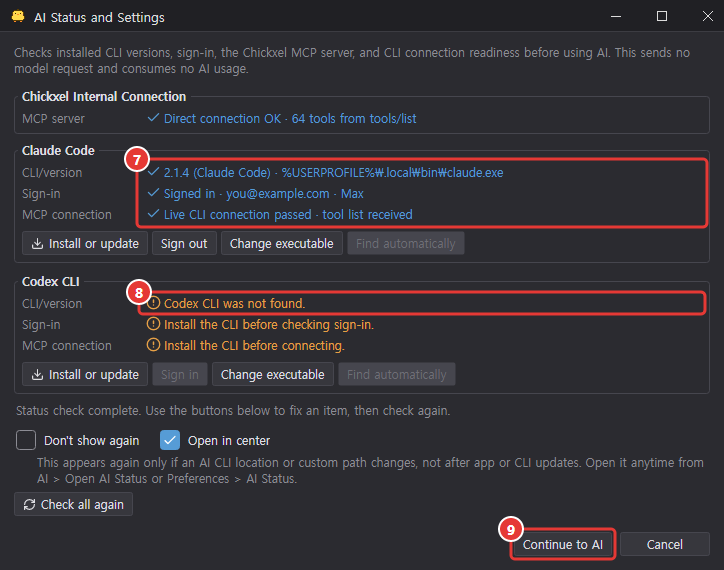 AI Status and Settings
Checks installed CLI versions, sign-in, the Chickxel MCP server, and CLI connection readiness before using AI. This sends no
model request and consumes no AI usage.
Chickxel Internal Connection
MCP server Direct connection OK · 64 tools from tools/list
Claude Code
7
CLI/version 2.1.4 (Claude Code) · %USERPROFILE%₩.local₩bin₩claude.exe
Sign-in Signed in · you@example.com · Max
MCP connection Live CLI connection passed · tool list received
Install or update Sign out Change executable Find automatically
Codex CLI
8
CLI/version Codex CLI was not found.
Sign-in Install the CLI before checking sign-in.
MCP connection Install the CLI before connecting.
Install or update Sign in Change executable Find automatically
Status check complete. Use the buttons below to fix an item, then check again.
Don't show again Open in center
This appears again only if an AI CLI location or custom path changes, not after app or CLI updates. Open it anytime from
AI > Open AI Status or Preferences > AI Status.
Check all again
9
Continue to AI Cancel